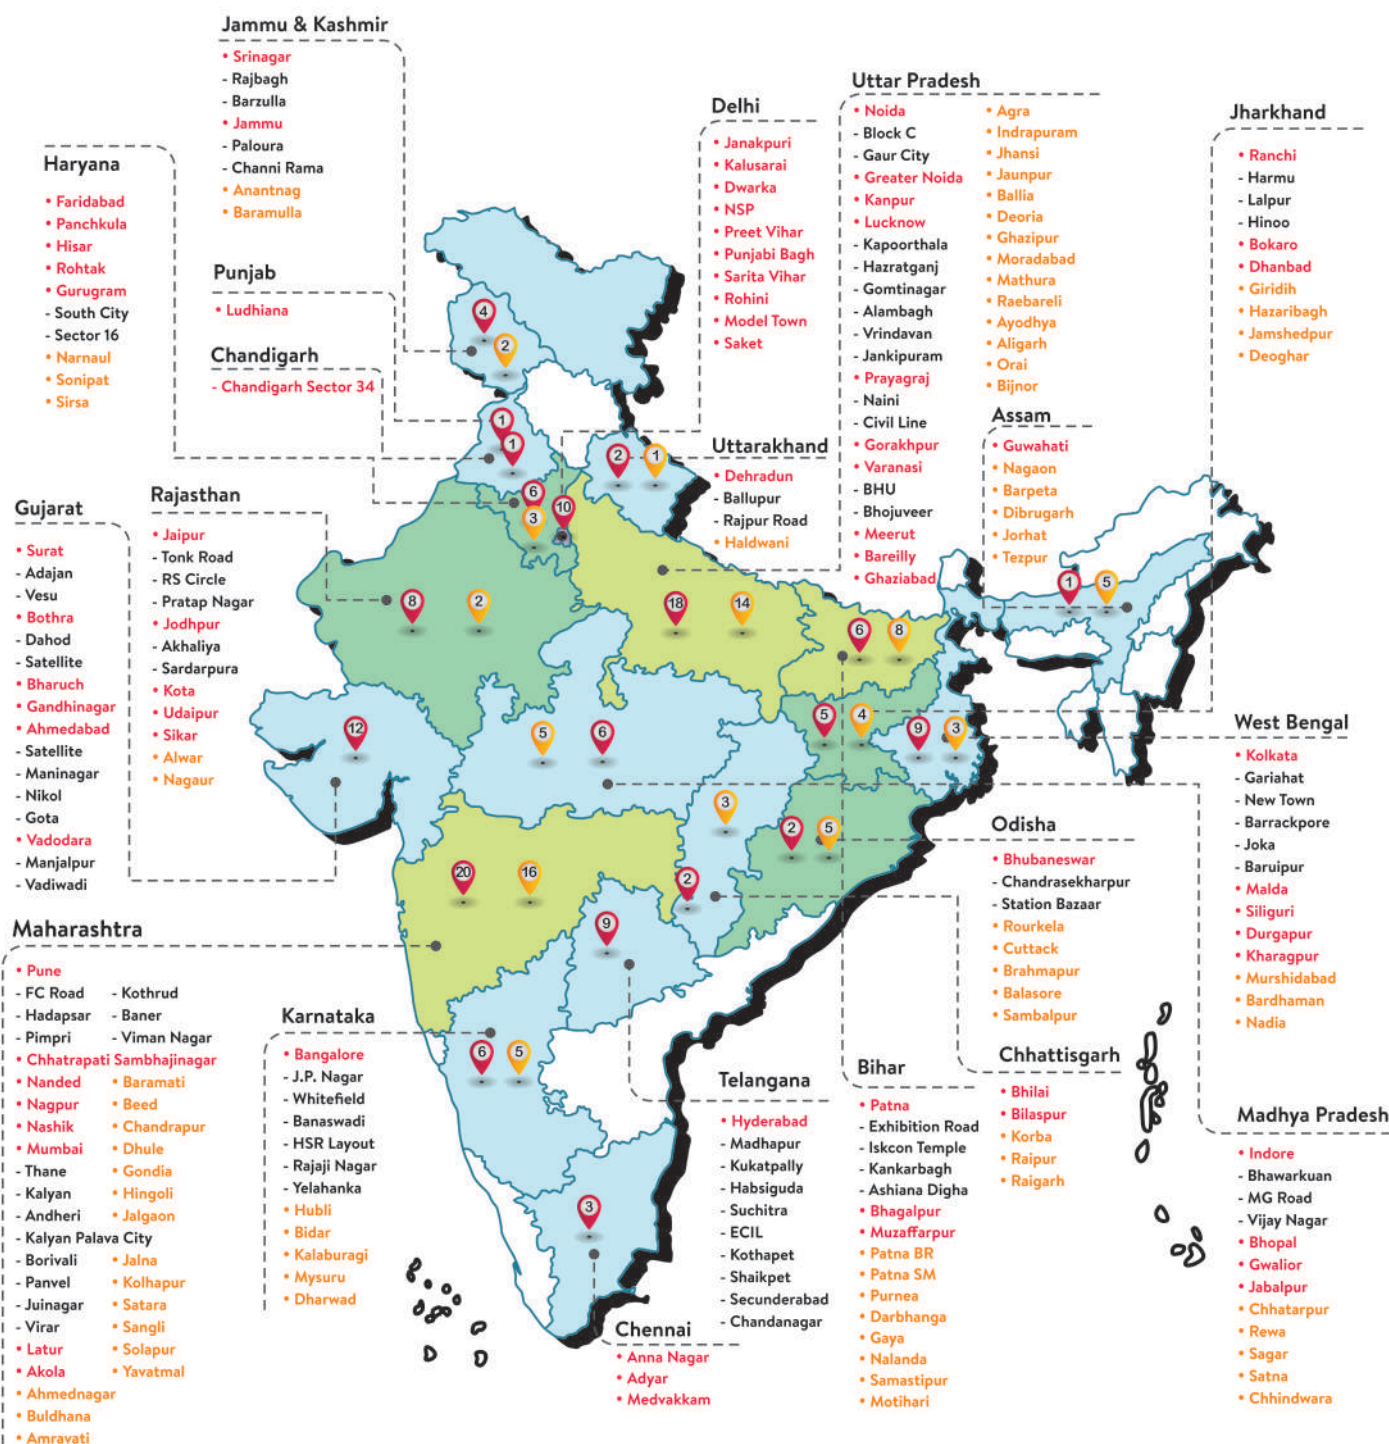 Jammu & Kashmir
• Srinagar
- Rajbagh
- Barzulla
• Jammu
- Paloura
- Channi Rama
• Anantnag
• Baramulla
Haryana
• Faridabad
• Panchkula
• Hisar
• Rohtak
• Gurugram
- South City
- Sector 16
• Narnaul
• Sonipat
• Sirsa
Punjab
• Ludhiana
Chandigarh
- Chandigarh Sector 34
Delhi
• Janakpuri
• Kalusarai
• Dwarka
• NSP
• Preet Vihar
• Punjabi Bagh
• Sarita Vihar
• Rohini
• Model Town
• Saket
Uttar Pradesh
• Noida
- Block C
- Gaur City
• Greater Noida
• Kanpur
• Lucknow
- Kapoorthala
- Hazratganj
- Gomtinagar
- Alambagh
- Vrindavan
- Jankipuram
• Prayagraj
- Naini
- Civil Line
• Gorakhpur
• Varanasi
- BHU
- Bhojuveer
• Meerut
• Bareilly
• Ghaziabad
• Agra
• Indrapuram
• Jhansi
• Jaunpur
• Ballia
• Deoria
• Ghazipur
• Moradabad
• Mathura
• Raebareli
• Ayodhya
• Aligarh
• Orai
• Bijnor
Jharkhand
• Ranchi
- Harmu
- Lalpur
- Hinoo
• Bokaro
• Dhanbad
• Giridih
• Hazaribagh
• Jamshedpur
• Deoghar
Assam
• Guwahati
• Nagaon
• Barpeta
• Dibrugarh
• Jorhat
• Tezpur
Uttarakhand
• Dehradun
- Ballupur
- Rajpur Road
• Haldwani
Gujarat
• Surat
- Adajan
- Vesu
• Bothra
- Dahod
- Satellite
• Bharuch
• Gandhinagar
• Ahmedabad
- Satellite
- Maninagar
- Nikol
- Gota
• Vadodara
- Manjalpur
- Vadiwadi
Rajasthan
• Jaipur
- Tonk Road
- RS Circle
- Pratap Nagar
• Jodhpur
- Akhaliya
- Sardarpura
• Kota
• Udaipur
• Sikar
• Alwar
• Nagaur
4
2
1
1
2
1
6
3
10
8
2
18
14
6
8
1
5
12
5
6
5
4
9
3
3
2
5
20
16
2
9
6
5
3
West Bengal
• Kolkata
- Gariahat
- New Town
- Barrackpore
- Joka
- Baruipur
• Malda
• Siliguri
• Durgapur
• Kharagpur
• Murshidabad
• Bardhaman
• Nadia
Odisha
• Bhubaneswar
- Chandrasekharpur
- Station Bazaar
• Rourkela
• Cuttack
• Brahmapur
• Balasore
• Sambalpur
Maharashtra
• Pune
- FC Road - Kothrud
- Hadapsar - Baner
- Pimpri - Viman Nagar
• Chhatrapati Sambhajinagar
• Nanded • Baramati
• Nagpur • Beed
• Nashik • Chandrapur
• Mumbai • Dhule
- Thane • Gondia
- Kalyan • Hingoli
- Andheri • Jalgaon
- Kalyan Palava City
- Borivali • Jalna
- Panvel • Kolhapur
- Juinagar • Satara
- Virar • Sangli
• Latur • Solapur
• Akola • Yavatmal
• Ahmednagar
• Buldhana
• Amravati
Karnataka
• Bangalore
- J.P. Nagar
- Whitefield
- Banaswadi
- HSR Layout
- Rajaji Nagar
- Yelahanka
• Hubli
• Bidar
• Kalaburagi
• Mysuru
• Dharwad
Chennai
• Anna Nagar
• Adyar
• Medvakkam
Telangana
• Hyderabad
- Madhapur
- Kukatpally
- Habsiguda
- Suchitra
- ECIL
- Kothapet
- Shaikpet
- Secunderabad
- Chandanagar
Bihar
• Patna
- Exhibition Road
- Iskcon Temple
- Kankarbagh
- Ashiana Digha
• Bhagalpur
• Muzaffarpur
• Patna BR
• Patna SM
• Purnea
• Darbhanga
• Gaya
• Nalanda
• Samastipur
• Motihari
Chhattisgarh
• Bhilai
• Bilaspur
• Korba
• Raipur
• Raigarh
Madhya Pradesh
• Indore
- Bhawarkuan
- MG Road
- Vijay Nagar
• Bhopal
• Gwalior
• Jabalpur
• Chhatarpur
• Rewa
• Sagar
• Satna
• Chhindwara